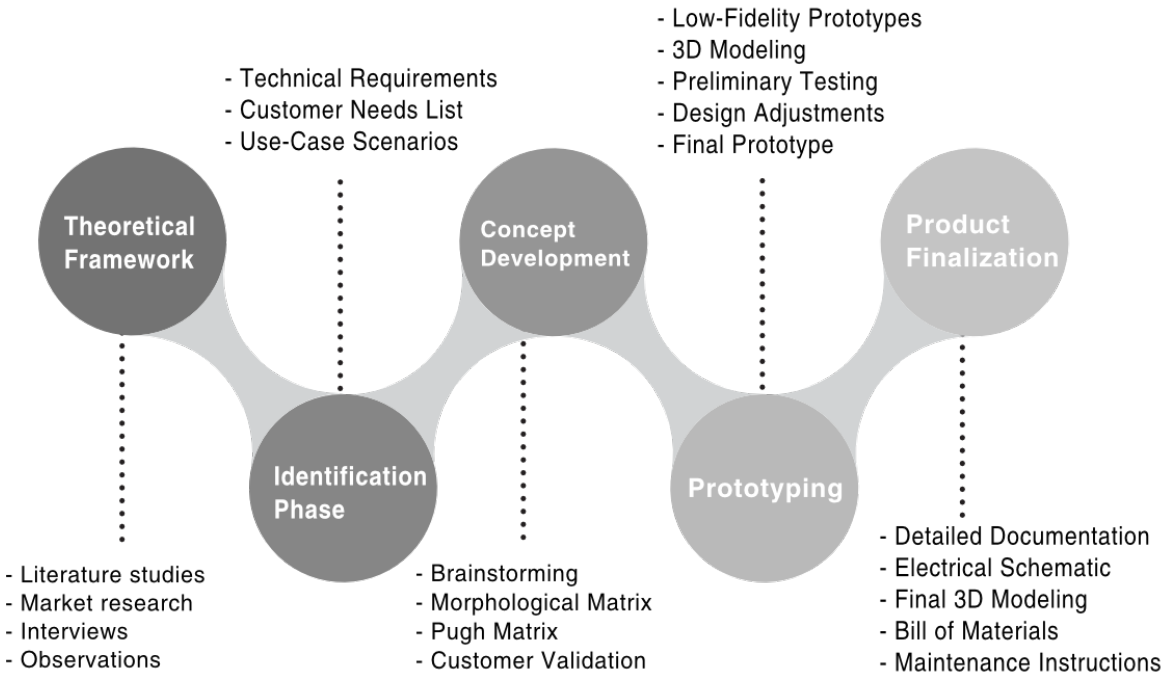 Theoretical
Framework
- Literature studies
- Market research
- Interviews
- Observations
- Technical Requirements
- Customer Needs List
- Use-Case Scenarios
Identification
Phase
Concept
Development
- Brainstorming
- Morphological Matrix
- Pugh Matrix
- Customer Validation
- Low-Fidelity Prototypes
- 3D Modeling
- Preliminary Testing
- Design Adjustments
- Final Prototype
Prototyping
Product
Finalization
- Detailed Documentation
- Electrical Schematic
- Final 3D Modeling
- Bill of Materials
- Maintenance Instructions